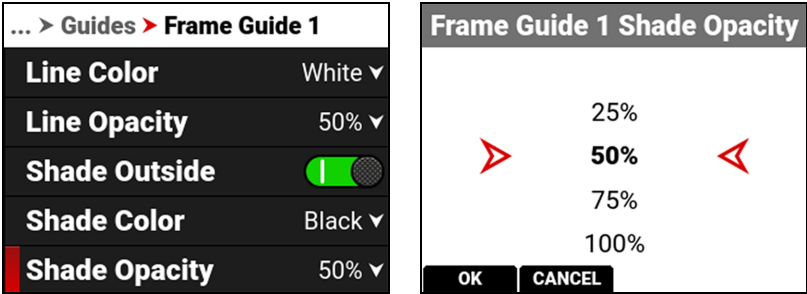 ... > Guides > Frame Guide 1
Line Color White
Line Opacity 50%
Shade Outside
Shade Color Black
Shade Opacity 50%
Frame Guide 1 Shade Opacity
25%
50%
75%
100%
OK CANCEL